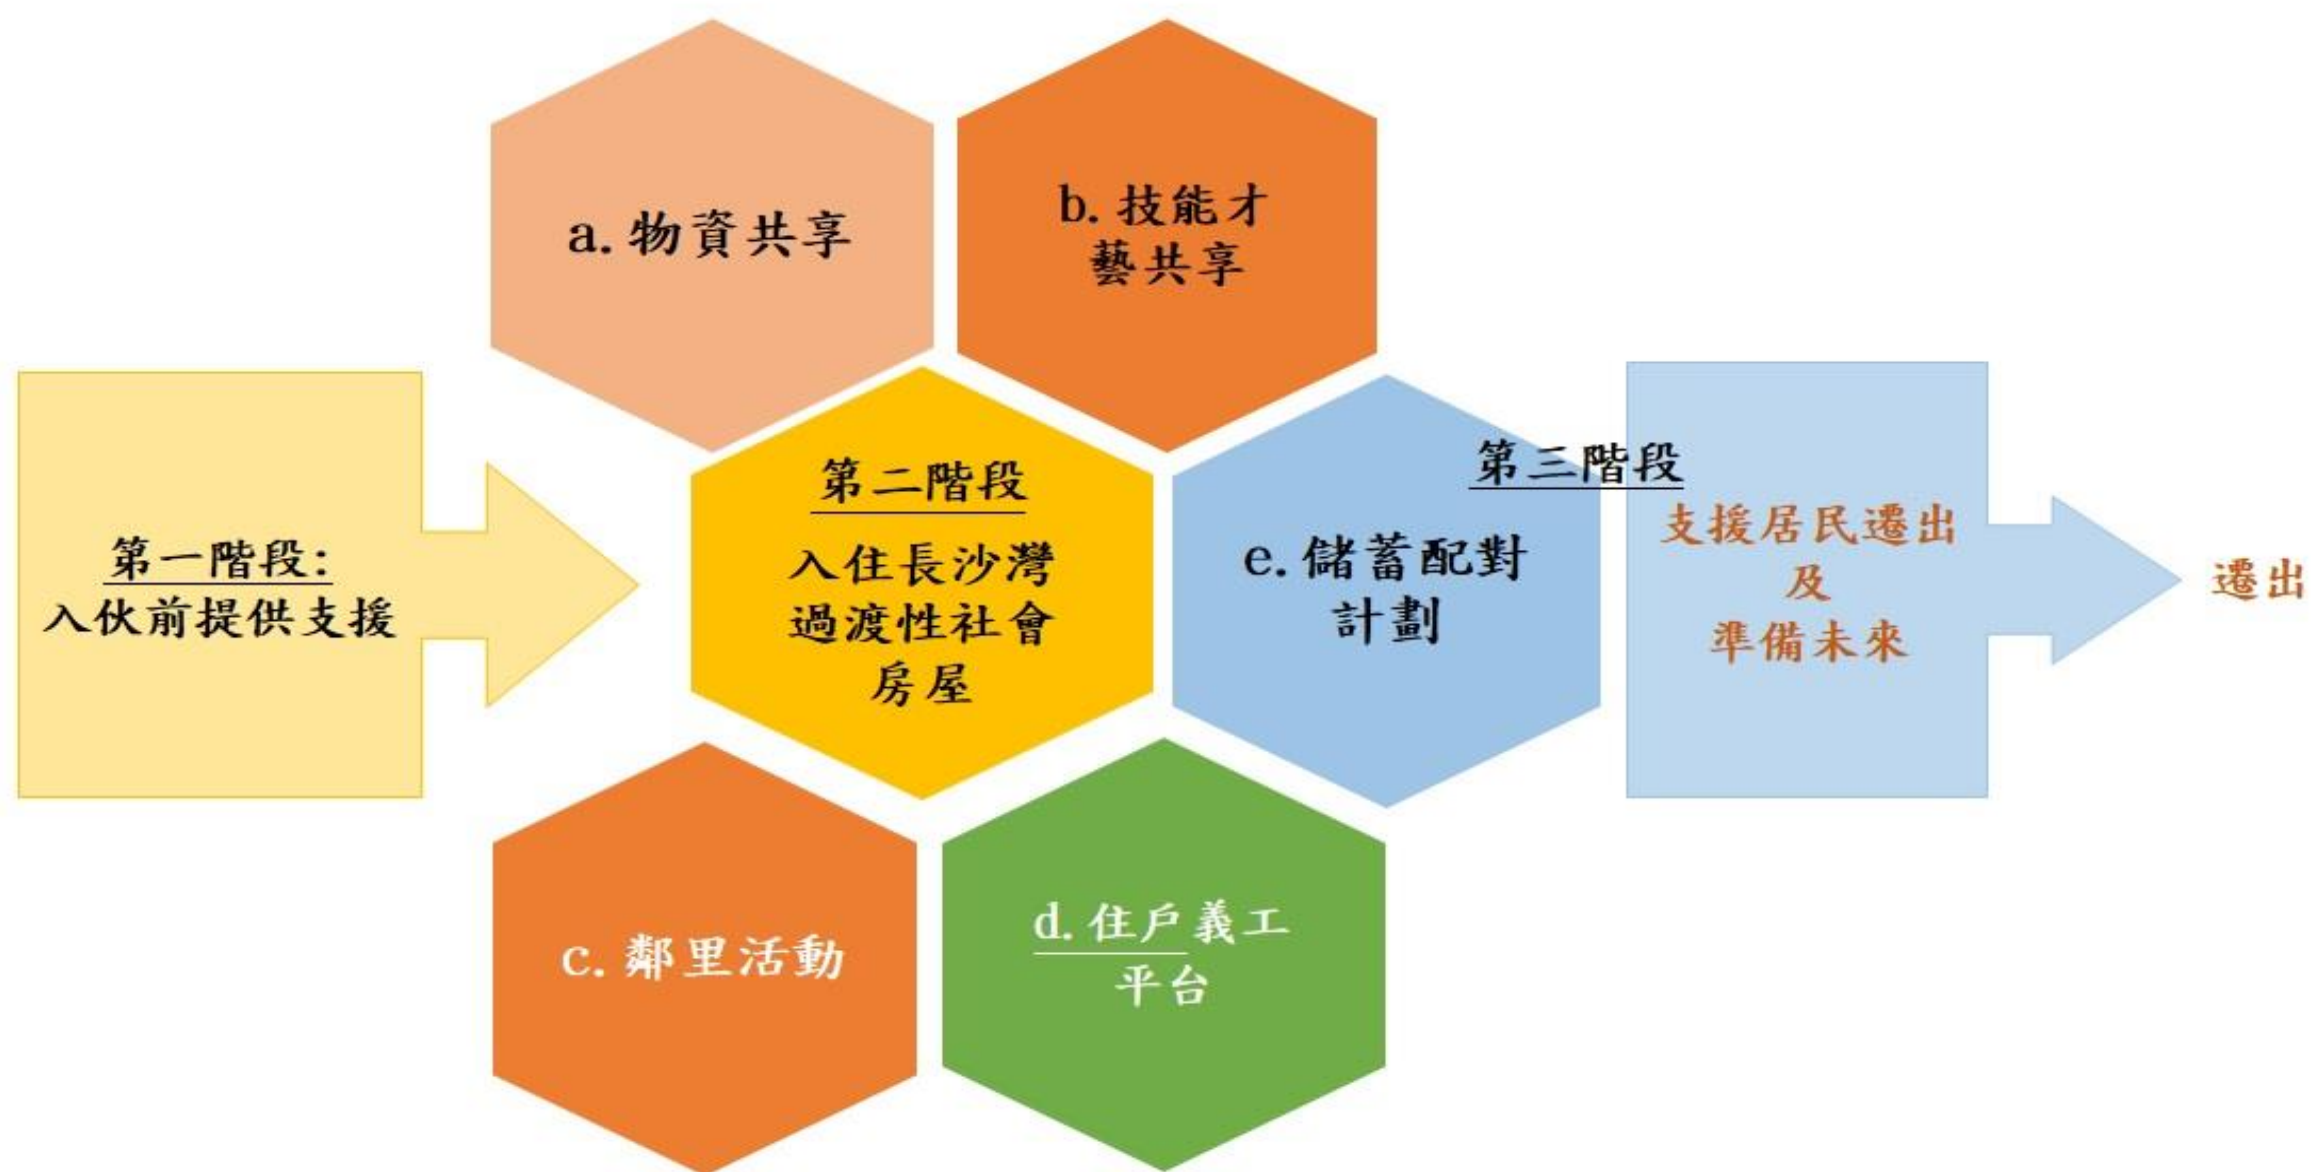 a.物資共享
b.技能才
藝共享
第一階段:
入伙前提供支援
第二階段
入住長沙灣
過渡性社會
房屋
e.儲蓄配對
計劃
第三階段
支援居民遷出
及
準備未來
遷出
c.鄰里活動
d.住戶義工
平台